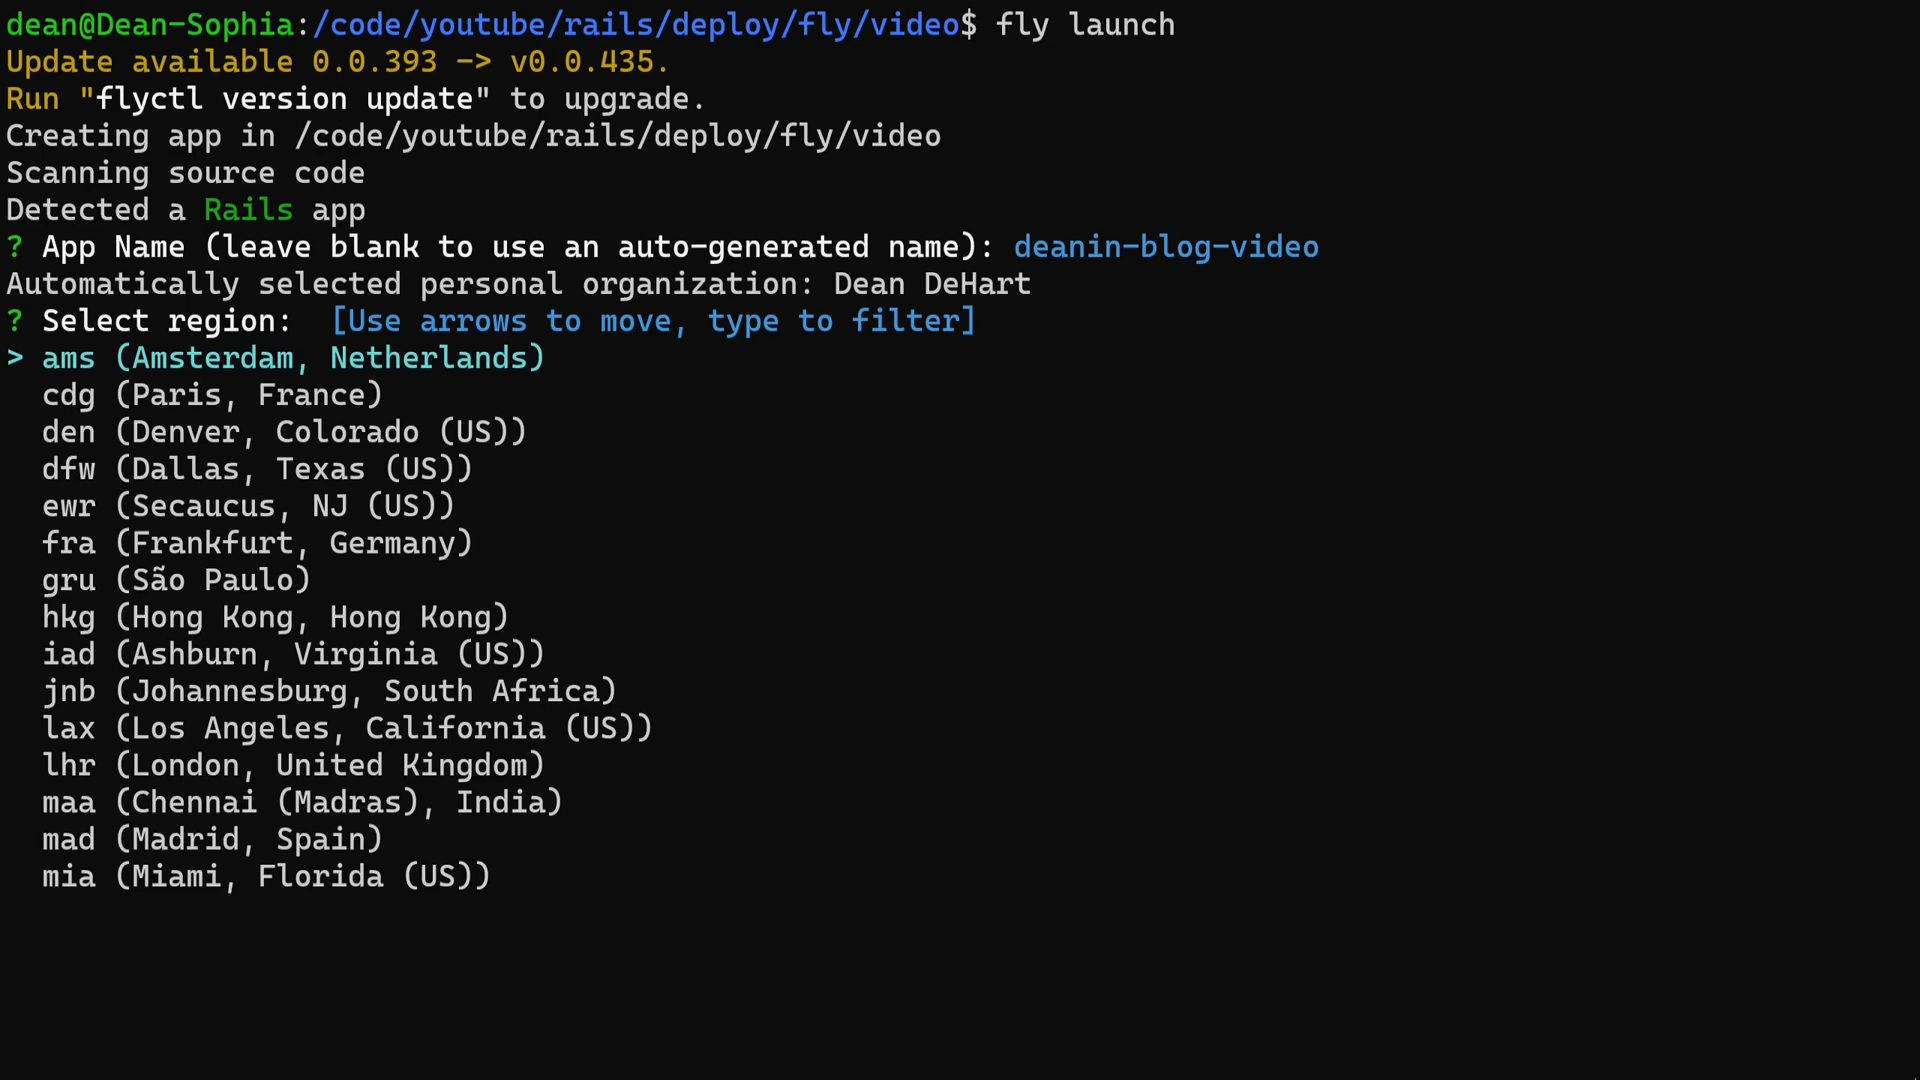 dean@Dean-Sophia:/code/youtube/rails/deploy/fly/video$ fly launch
Update available 0.0.393 -> v0.0.435.
Run "flyctl version update" to upgrade.
Creating app in /code/youtube/rails/deploy/fly/video
Scanning source code
Detected a Rails app
? App Name (leave blank to use an auto-generated name): deanin-blog-video
Automatically selected personal organization: Dean DeHart
? Select region:  [Use arrows to move, type to filter]
> ams (Amsterdam, Netherlands)
  cdg (Paris, France)
  den (Denver, Colorado (US))
  dfw (Dallas, Texas (US))
  ewr (Secaucus, NJ (US))
  fra (Frankfurt, Germany)
  gru (São Paulo)
  hkg (Hong Kong, Hong Kong)
  iad (Ashburn, Virginia (US))
  jnb (Johannesburg, South Africa)
  lax (Los Angeles, California (US))
  lhr (London, United Kingdom)
  maa (Chennai (Madras), India)
  mad (Madrid, Spain)
  mia (Miami, Florida (US))